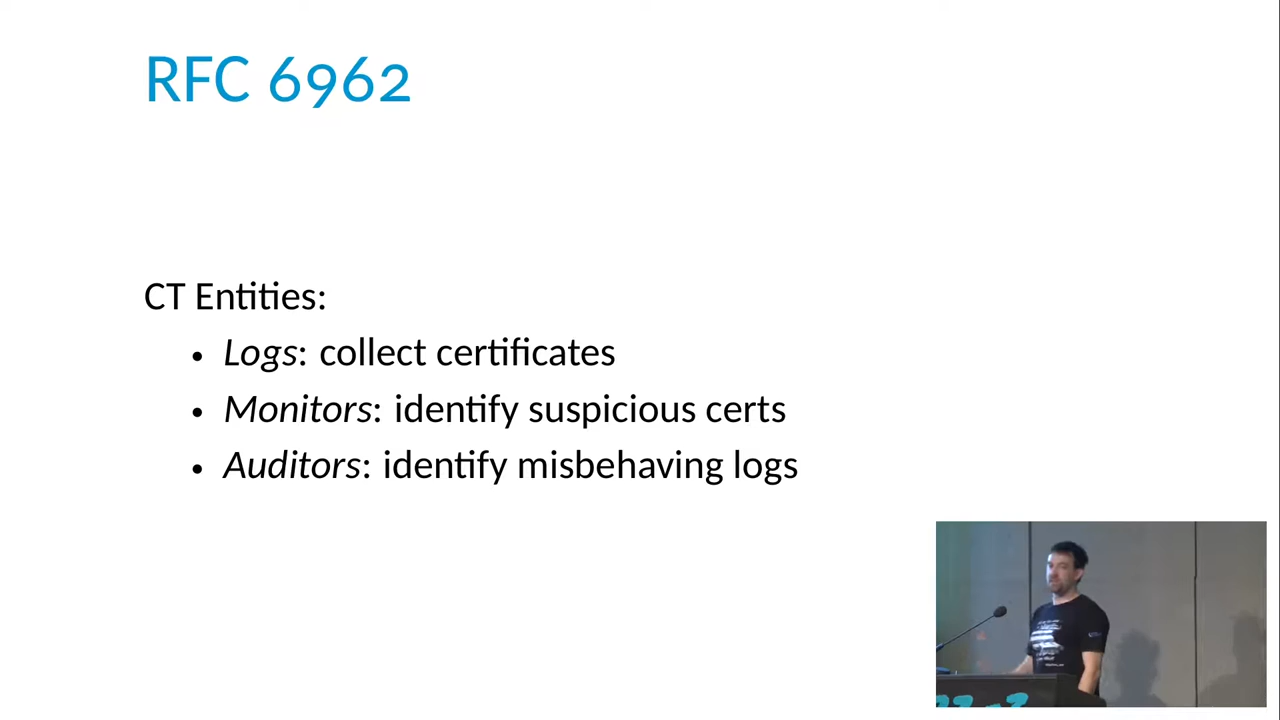 RFC 6962
CT Entities:
• Logs: collect certificates
• Monitors: identify suspicious certs
• Auditors: identify misbehaving logs